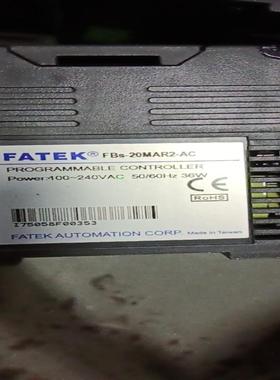 FATEK® FBs-20MAR2-AC
PROGRAMMABLE CONTROLLER
Power:100~240VAC 50/60Hz 36W
CE
RoHS
I75058F00353
FATEK AUTOMATION CORP. Made in Taiwan